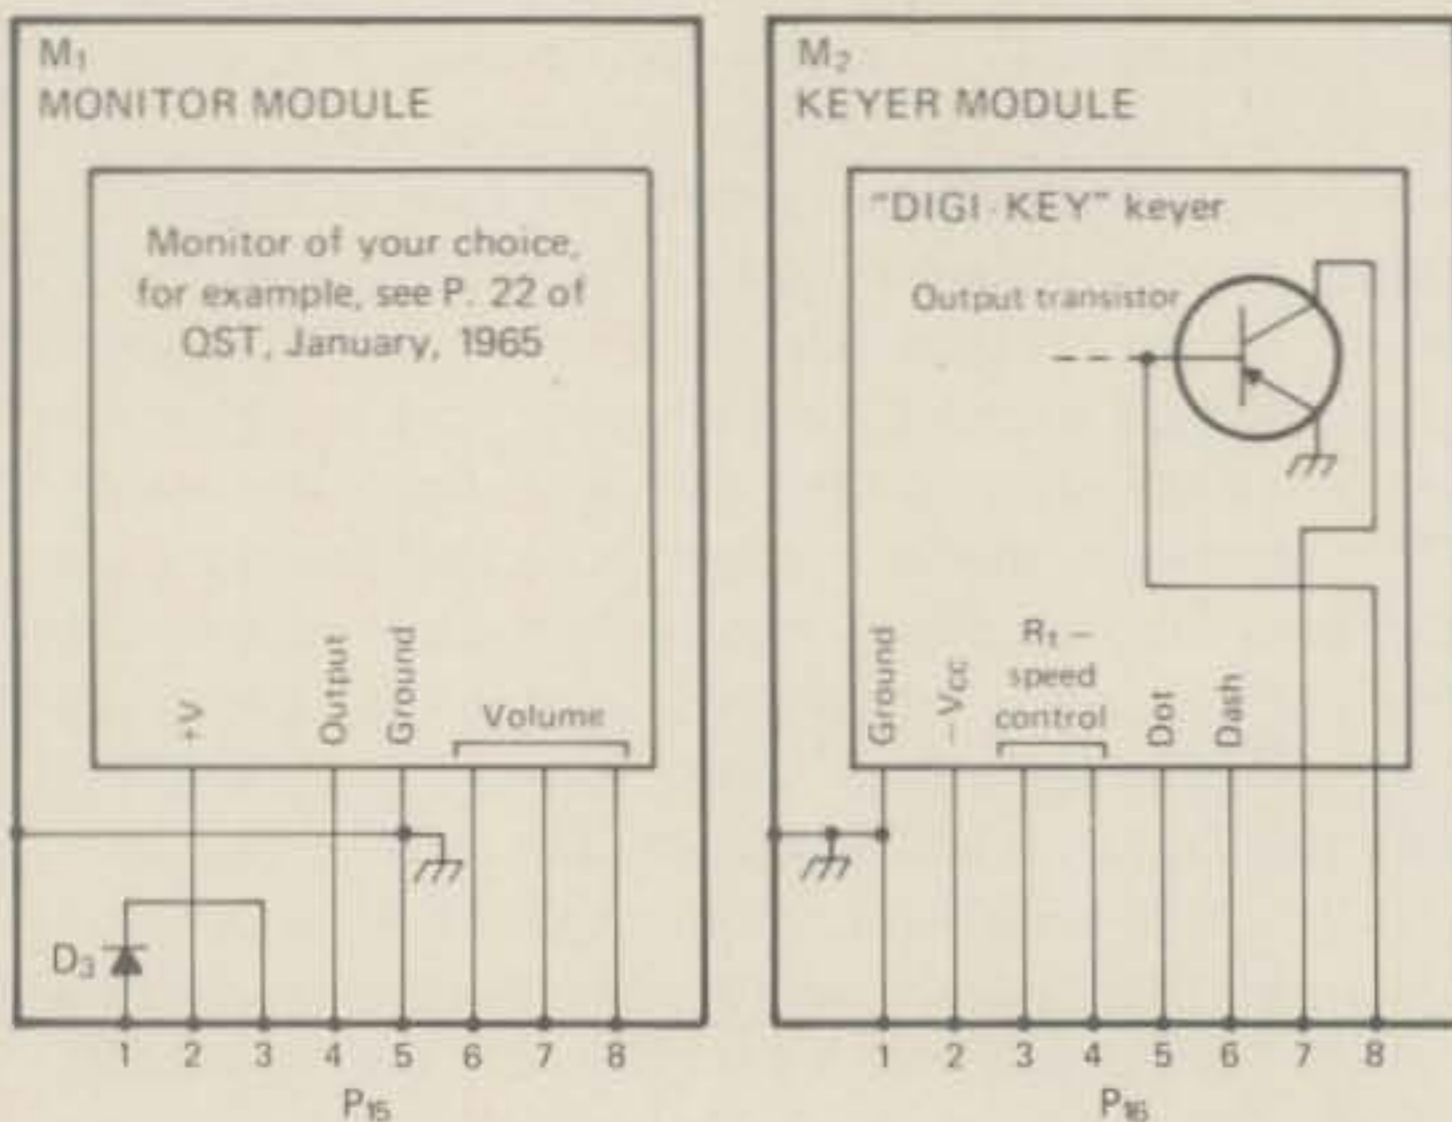 M₁
MONITOR MODULE
Monitor of your choice,
for example, see P. 22 of
QST, January, 1965
+V
Output
Ground
Volume
D₃
1 2 3 4 5 6 7 8
P₁₅
M₂
KEYER MODULE
"DIGI-KEY" keyer
Output transistor
Ground
-Vcc
R₁ –
speed
control
Dot
Dash
1 2 3 4 5 6 7 8
P₁₆